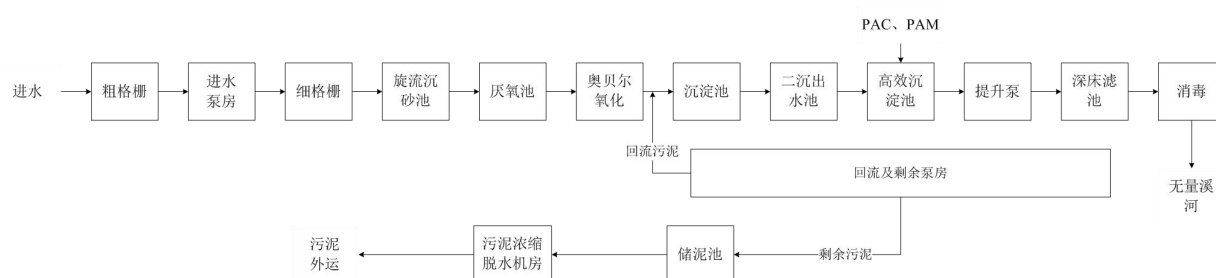 PAC、PAM
进水
粗格栅
进水
泵房
细格栅
旋流沉
砂池
厌氧池
奥贝尔
氧化
沉淀池
二沉出
水池
高效沉
淀池
提升泵
深床滤
池
消毒
回流污泥
回流及剩余泵房
无量溪
河
污泥
外运
污泥浓缩
脱水机房
储泥池
剩余污泥